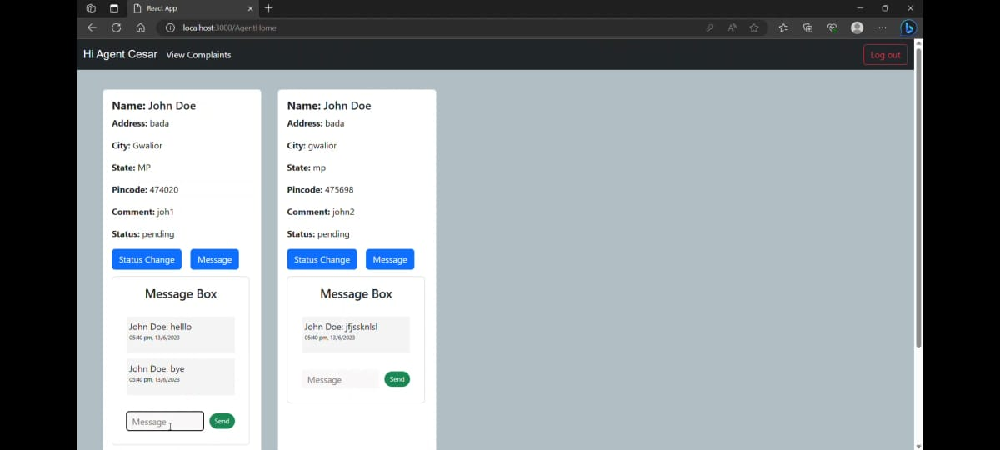 React App
localhost:3000/AgentHome
Hi Agent Cesar
View Complaints
Log out
Name: John Doe
Address: bada
City: Gwalior
State: MP
Pincode: 474020
Comment: joh1
Status: pending
Status Change
Message
Message Box
John Doe: helllo
05:40 pm, 13/6/2023
John Doe: bye
05:40 pm, 13/6/2023
Message
Send
Name: John Doe
Address: bada
City: gwalior
State: mp
Pincode: 475698
Comment: john2
Status: pending
Status Change
Message
Message Box
John Doe: jfjssknlsl
05:40 pm, 13/6/2023
Message
Send